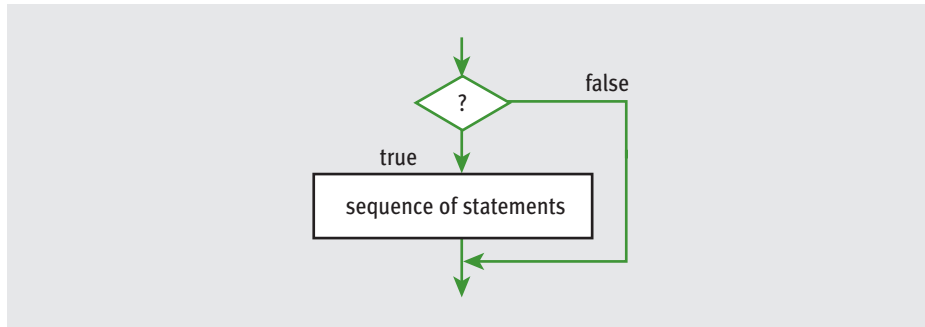 ?
false
true
sequence of statements